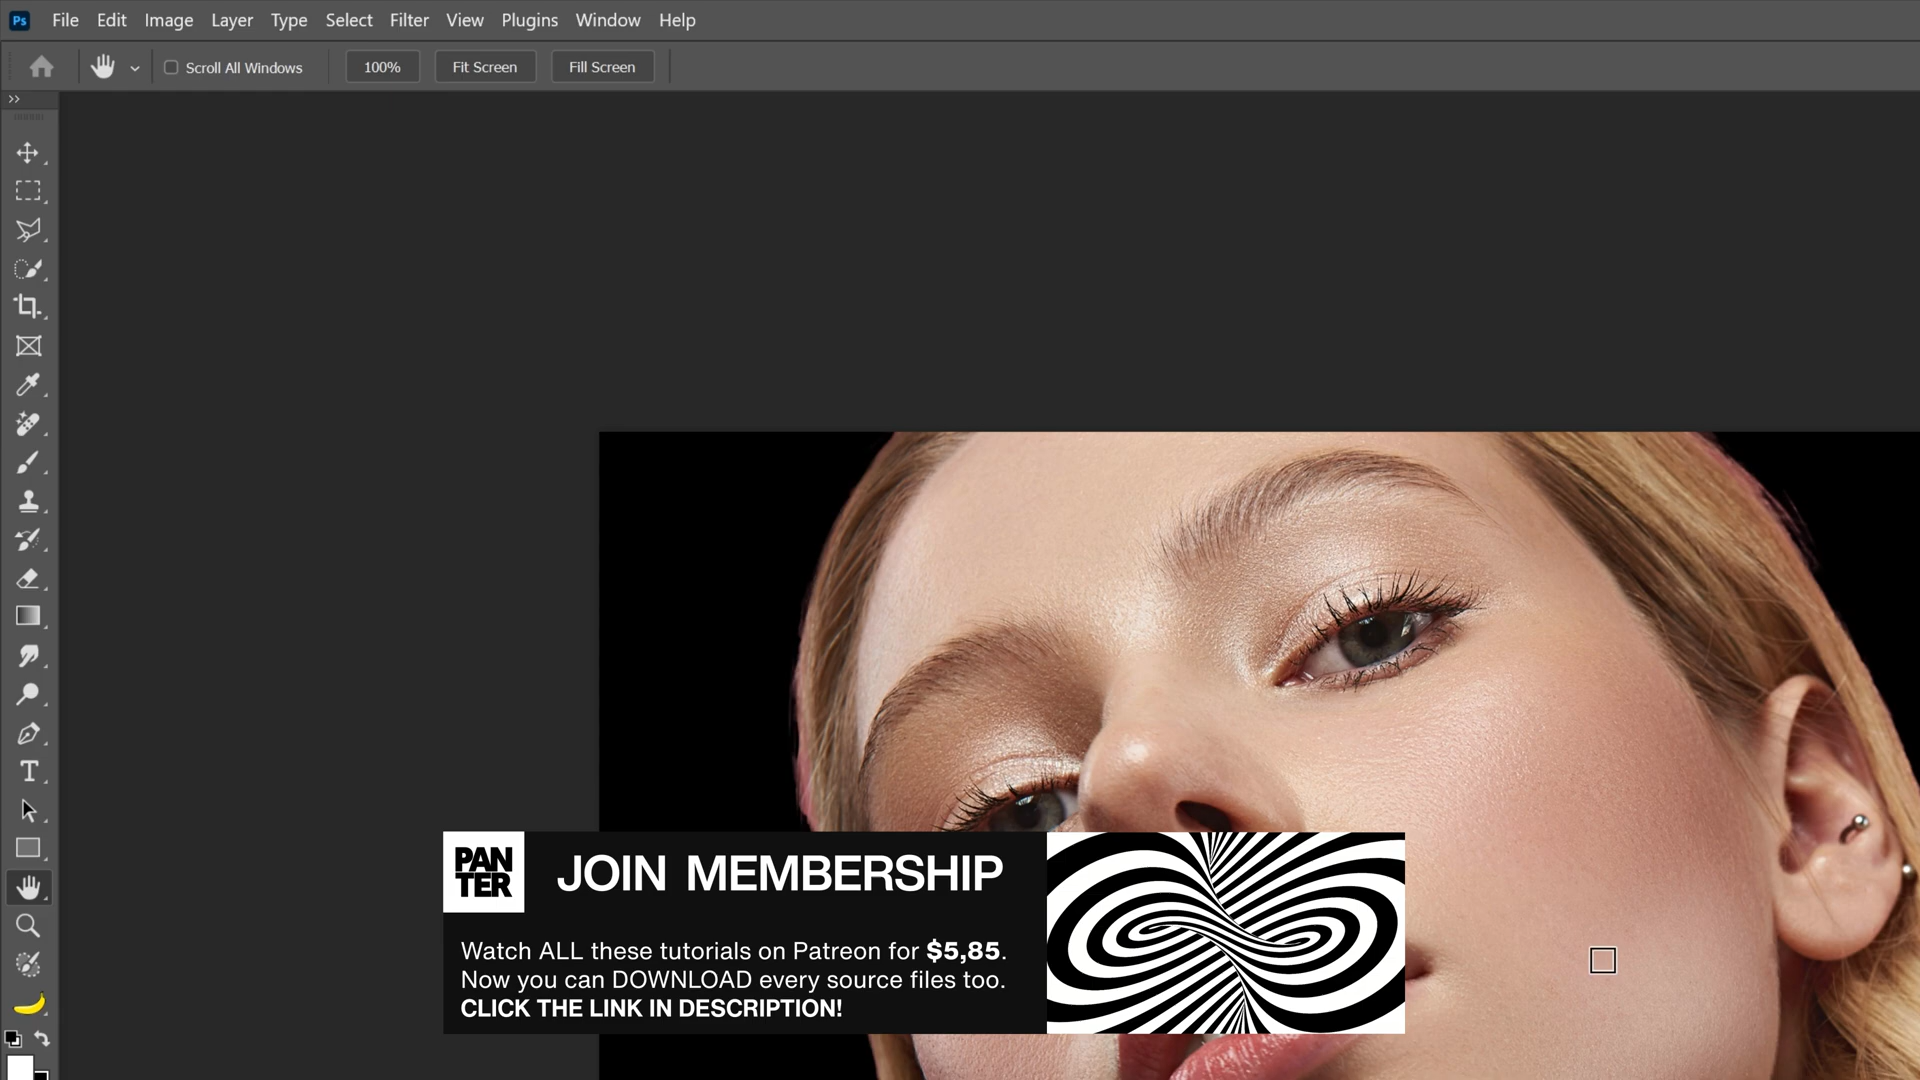 Ps File Edit Image Layer Type Select Filter View Plugins Window Help
Scroll All Windows 100% Fit Screen Fill Screen
T
PAN
TER
JOIN MEMBERSHIP
Watch ALL these tutorials on Patreon for $5,85.
Now you can DOWNLOAD every source files too.
CLICK THE LINK IN DESCRIPTION!